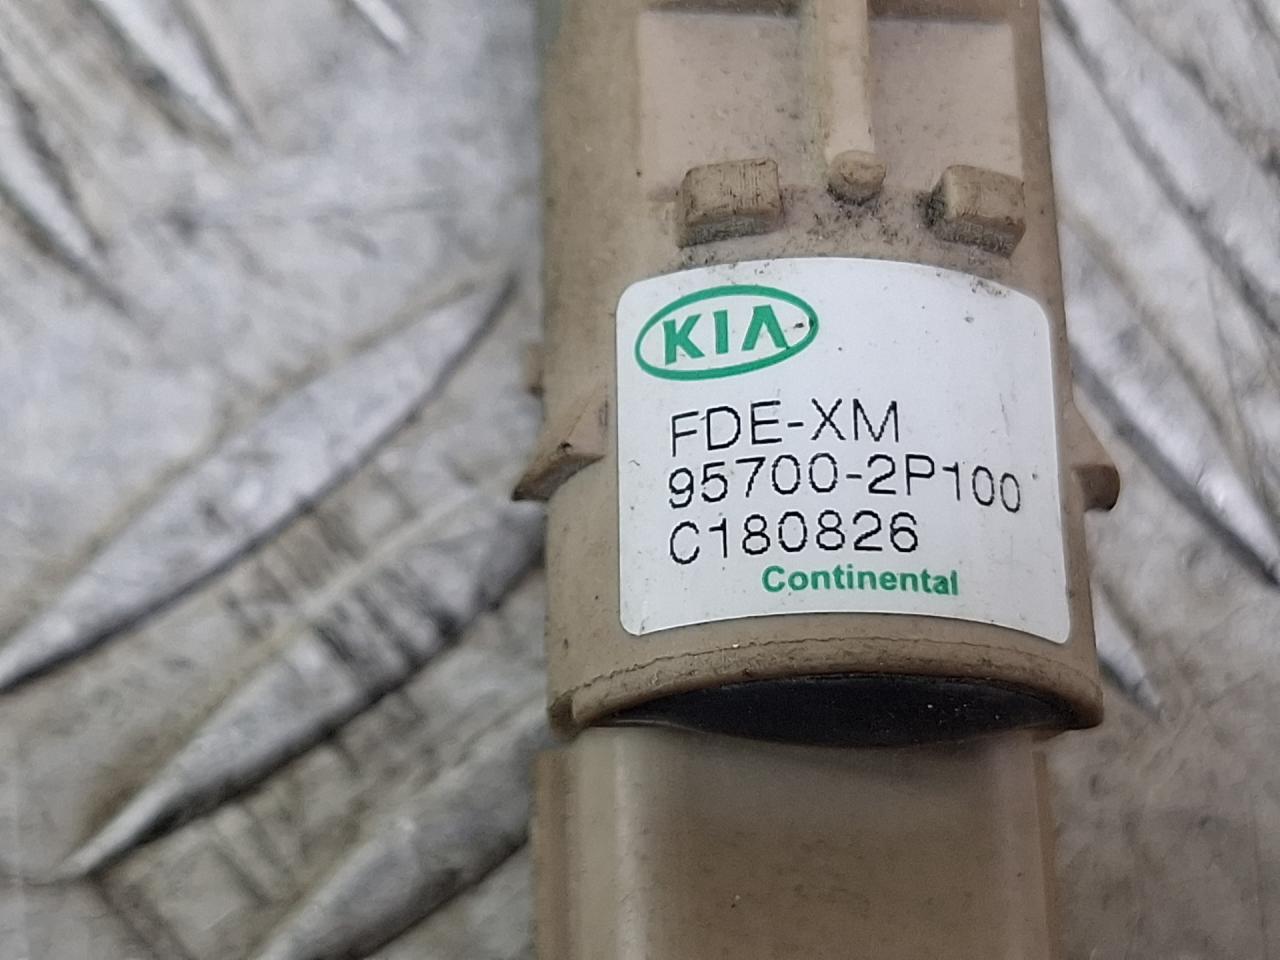 KIA
FDE-XM
95700-2P100
C180826
Continental